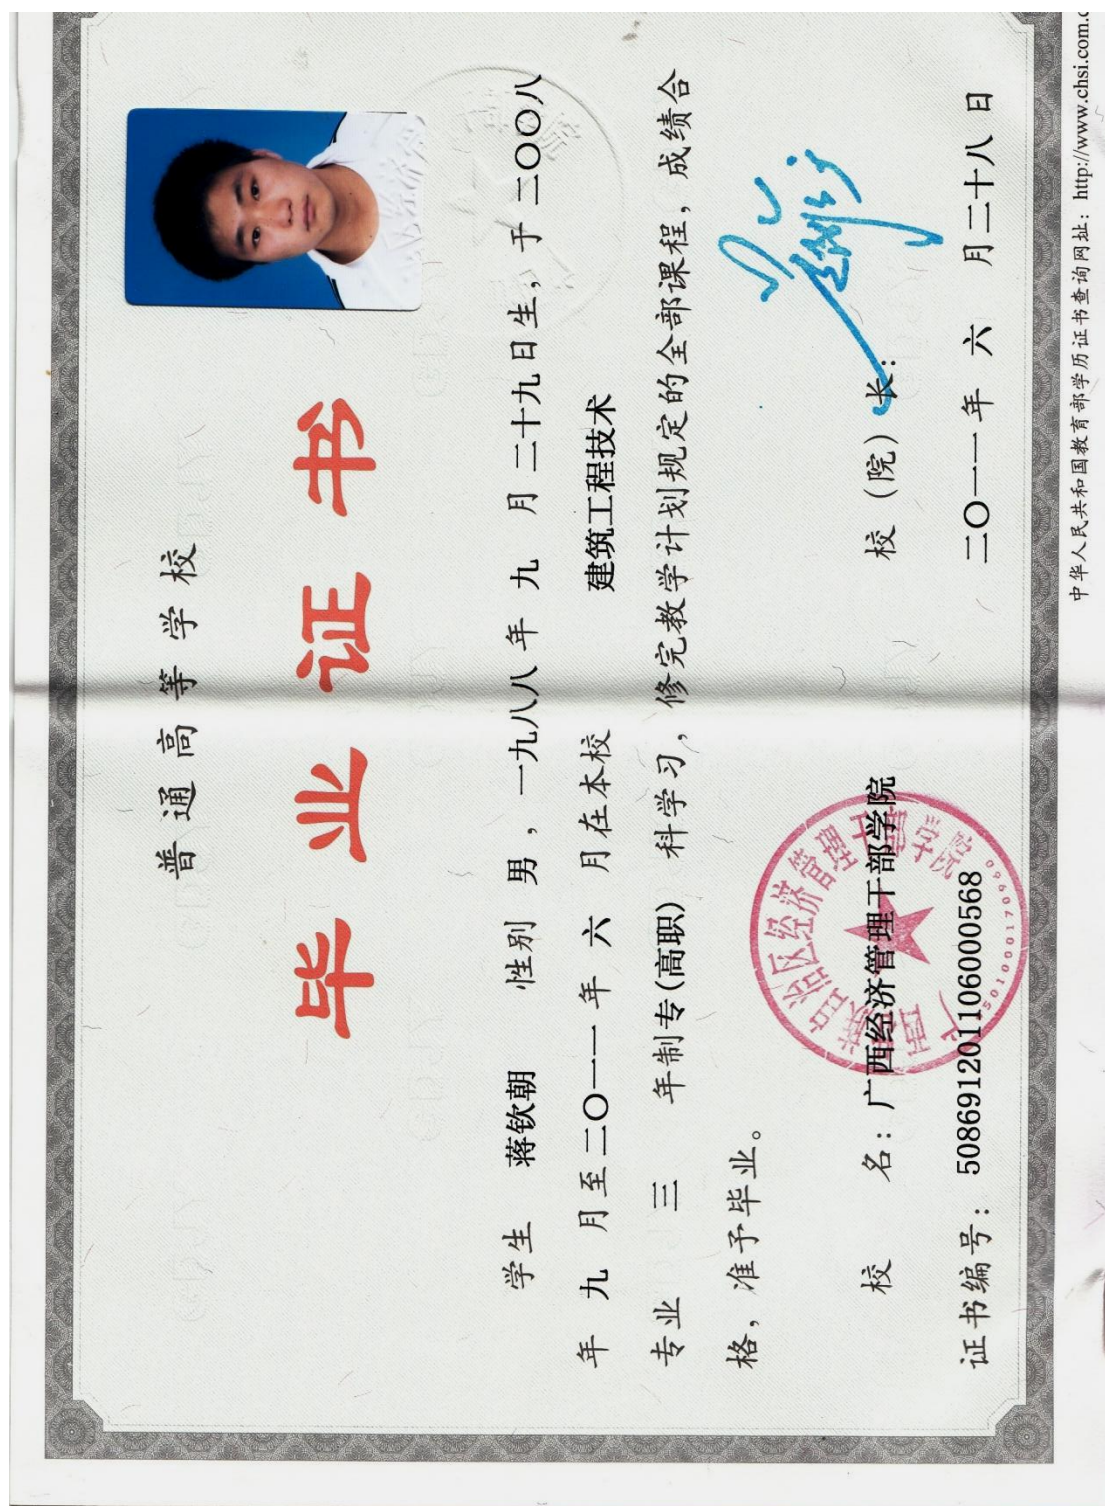 普通高等学校
毕业证书
学生 蒋钦朝 性别 男，一九八八年 九 月二十九日生，于二〇〇八
年 九 月至二〇一一年 六 月在本校 建筑工程技术
专业 三 年制专(高职) 科学习，修完教学计划规定的全部课程，成绩合
格，准予毕业。
校 名：广西经济管理干部学院 校（院）长：
证书编号：508691201106000568 二〇一一年 六 月二十八日
中华人民共和国教育部学历证书查询网址：http://www.chsi.com.c